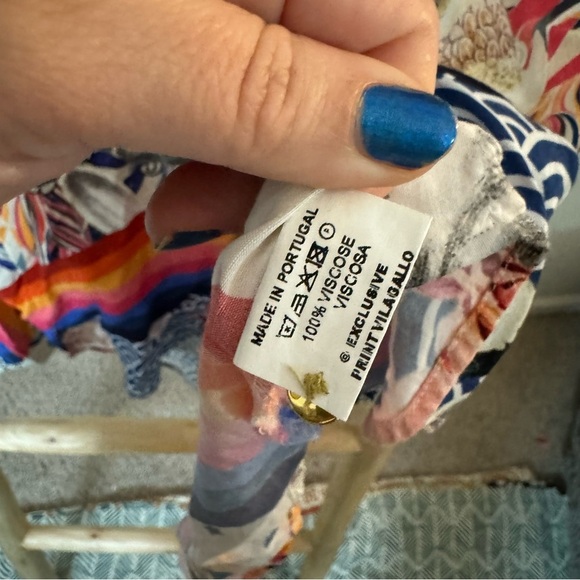 MADE IN PORTUGAL
A
100% VISCOSE
VISCOSA
® EXCLUSIVE
PRINT VILAGALLO